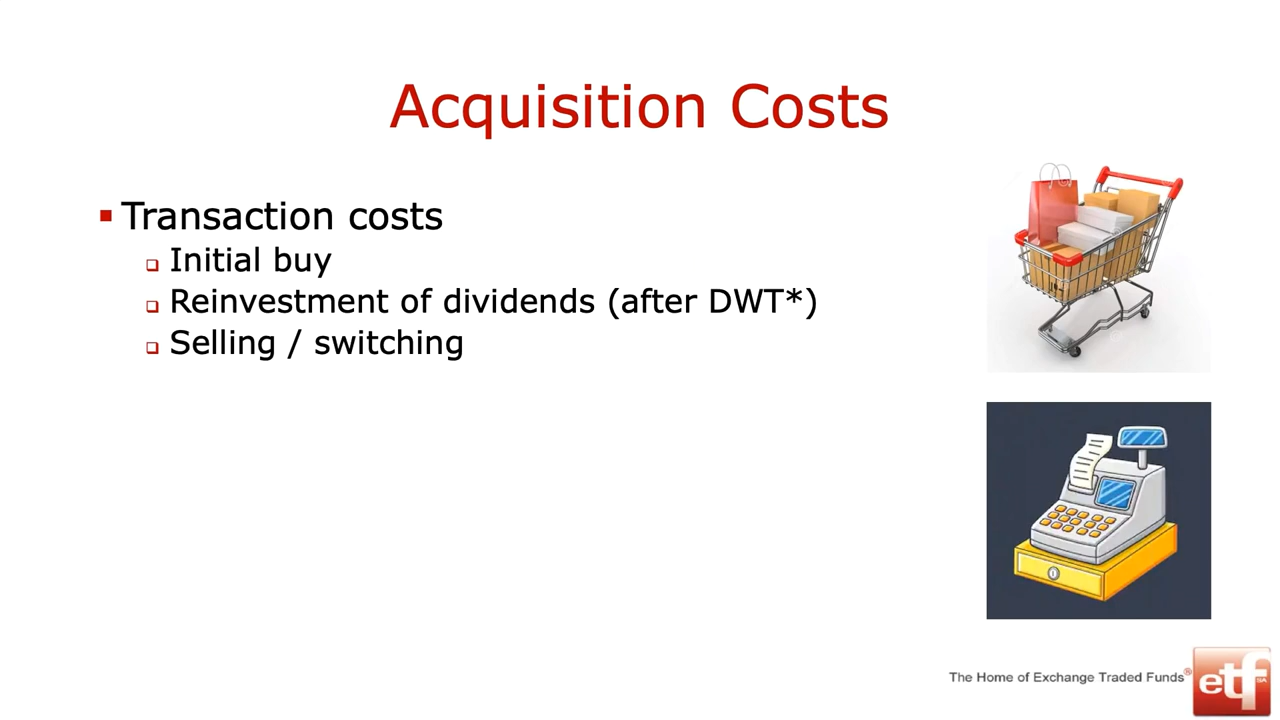 Acquisition Costs
Transaction costs
Initial buy
Reinvestment of dividends (after DWT*)
Selling / switching
The Home of Exchange Traded Funds®
etf
SA